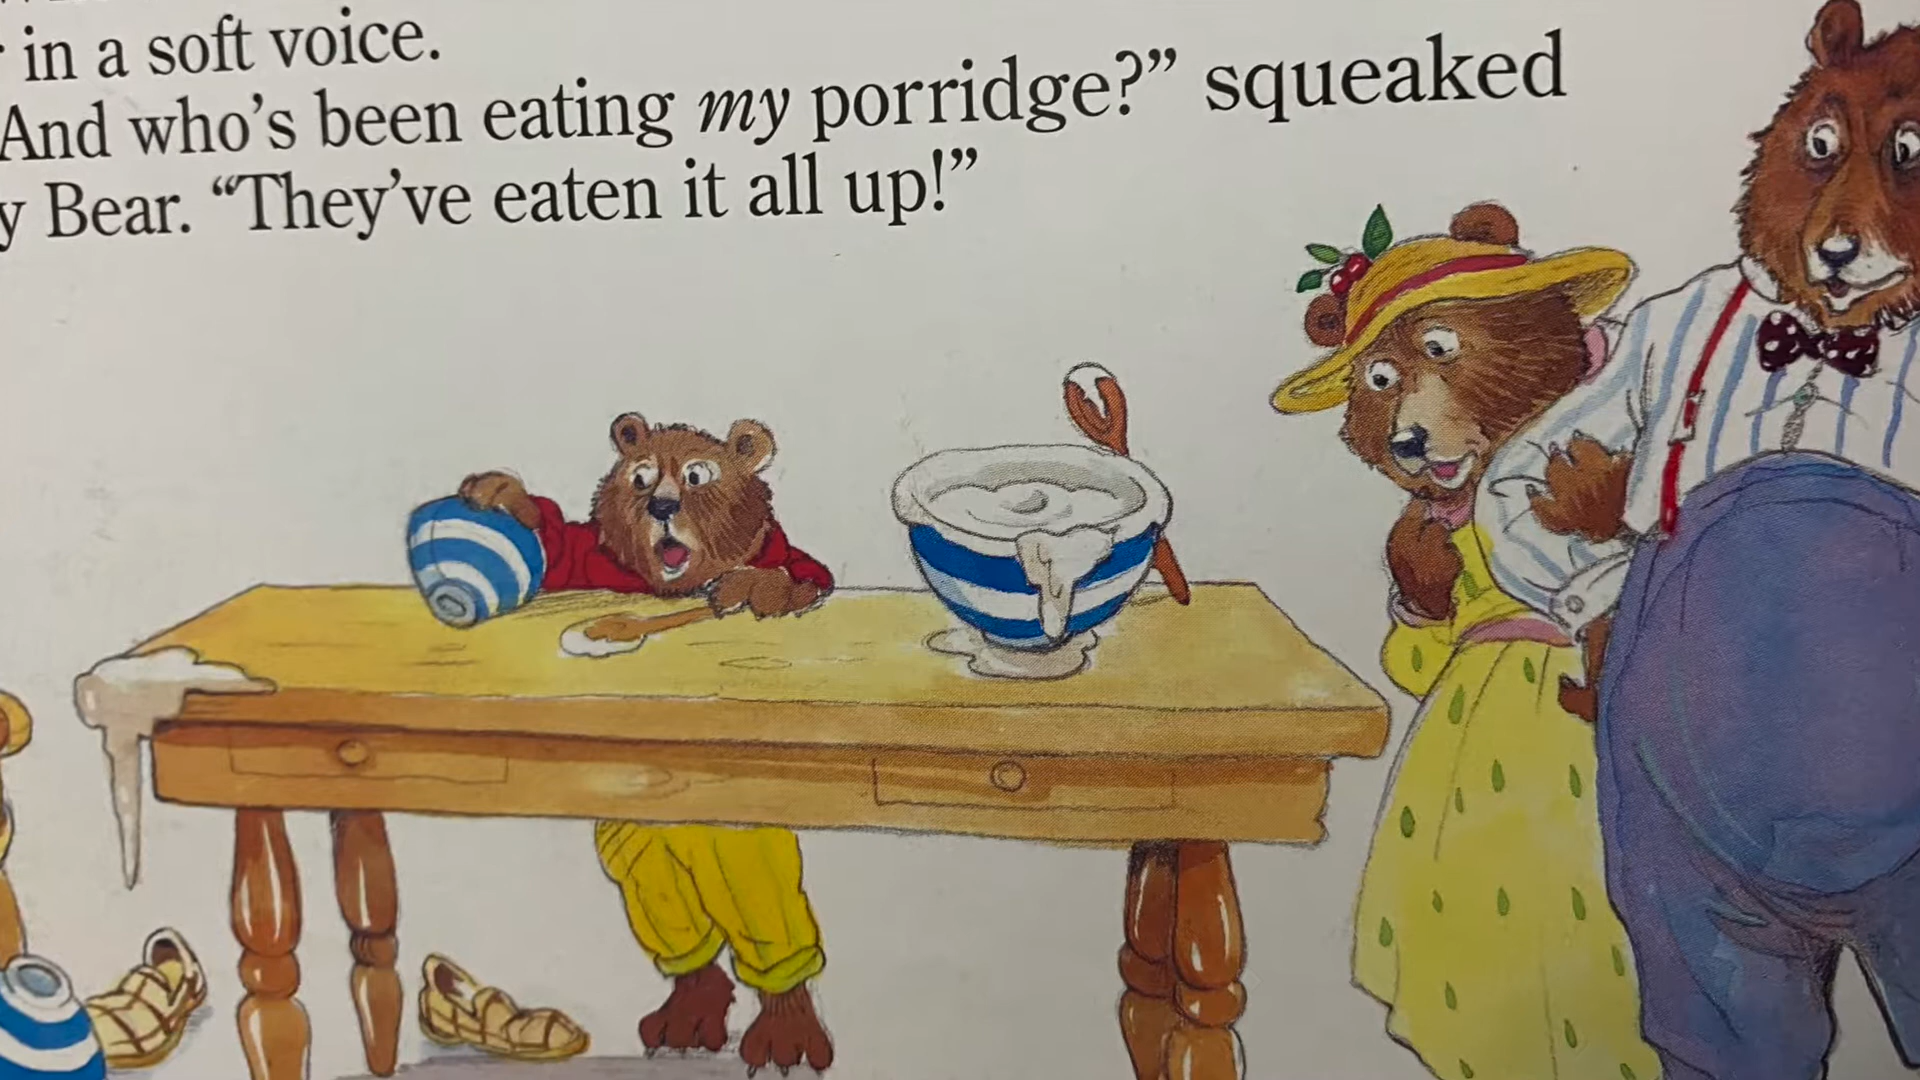 in a soft voice.
And who's been eating my porridge?” squeaked
y Bear. “They've eaten it all up!”